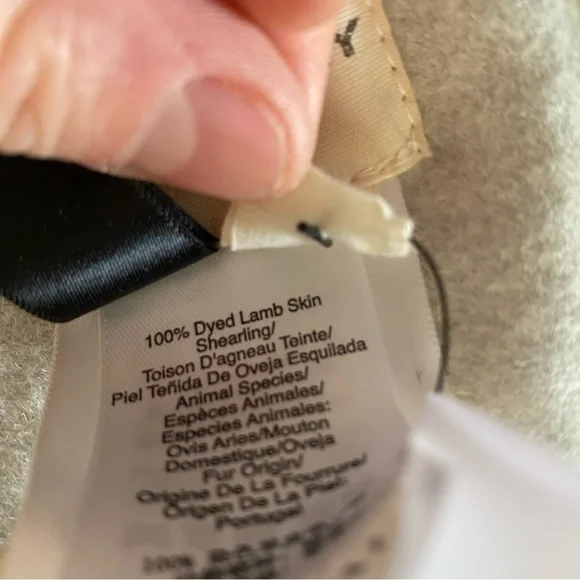 Y
100% Dyed Lamb Skin
Shearling/
Toison D'agneau Teinte/
Piel Teñida De Oveja Esquilada
Animal Species/
Espèces Animales/
Especies Animales:
Ovis Aries/Mouton
Domestique/Oveja
Fur Origin/
Origine De La Fourrure/
Origen De La Piel:
Portugal
100%